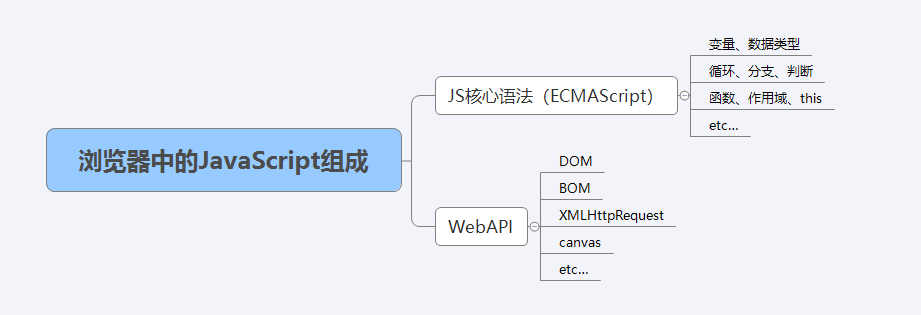 浏览器中的JavaScript组成
JS核心语法（ECMAScript）
变量、数据类型
循环、分支、判断
函数、作用域、this
etc...
WebAPI
DOM
BOM
XMLHttpRequest
canvas
etc...